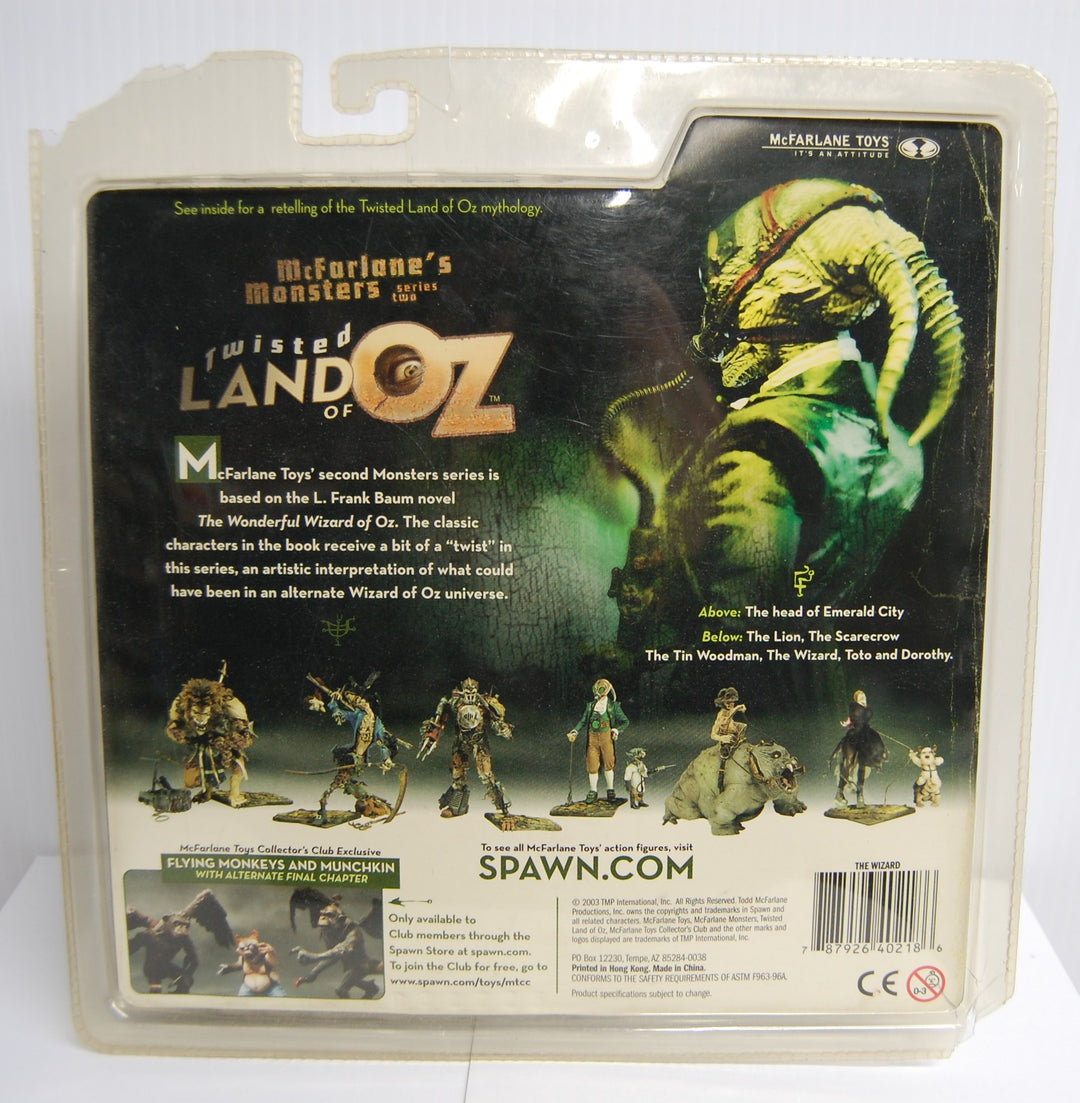 McFARLANE TOYS
IT'S AN ATTITUDE
See inside for a retelling of the Twisted Land of Oz mythology.
McFarlane's
Monsters series two
Twisted
LAND OF OZ™
McFarlane Toys' second Monsters series is
based on the L. Frank Baum novel
The Wonderful Wizard of Oz. The classic
characters in the book receive a bit of a "twist" in
this series, an artistic interpretation of what could
have been in an alternate Wizard of Oz universe.
Above: The head of Emerald City
Below: The Lion, The Scarecrow
The Tin Woodman, The Wizard, Toto and Dorothy.
McFarlane Toys Collector's Club Exclusive
FLYING MONKEYS AND MUNCHKIN
WITH ALTERNATE FINAL CHAPTER
Only available to
Club members through the
Spawn Store at spawn.com.
To join the Club for free, go to
www.spawn.com/toys/mtcc
To see all McFarlane Toys' action figures, visit
SPAWN.COM
© 2003 TMP International, Inc. All Rights Reserved. Todd McFarlane
Productions, Inc. owns the copyrights and trademarks in Spawn and
all related characters. McFarlane Toys, McFarlane Monsters, Twisted
Land of Oz, McFarlane Toys Collector's Club and the other marks and
logos displayed are trademarks of TMP International, Inc.
PO Box 12230, Tempe, AZ 85284-0038
Printed in Hong Kong. Made in China.
CONFORMS TO THE SAFETY REQUIREMENTS OF ASTM F963-96A.
Product specifications subject to change.
THE WIZARD
7 87926 40218 6
CE
0-3